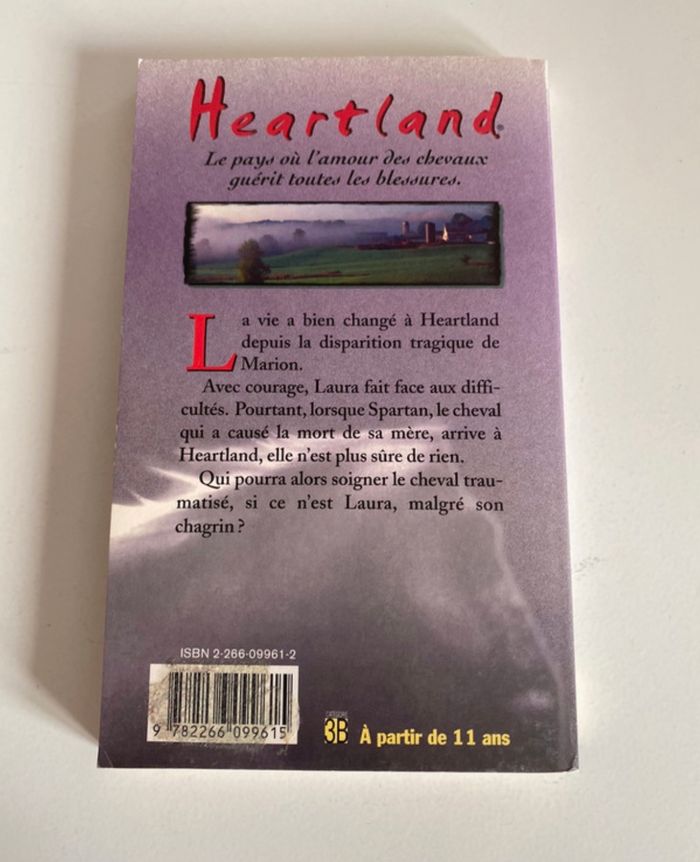 Heartland®
Le pays où l'amour des chevaux
guérit toutes les blessures.
La vie a bien changé à Heartland
depuis la disparition tragique de
Marion.
Avec courage, Laura fait face aux diffi-
cultés. Pourtant, lorsque Spartan, le cheval
qui a causé la mort de sa mère, arrive à
Heartland, elle n'est plus sûre de rien.
Qui pourra alors soigner le cheval trau-
matisé, si ce n'est Laura, malgré son
chagrin ?
ISBN 2-266-09961-2
9 782266 099615
CATÉGORIE
3B
À partir de 11 ans